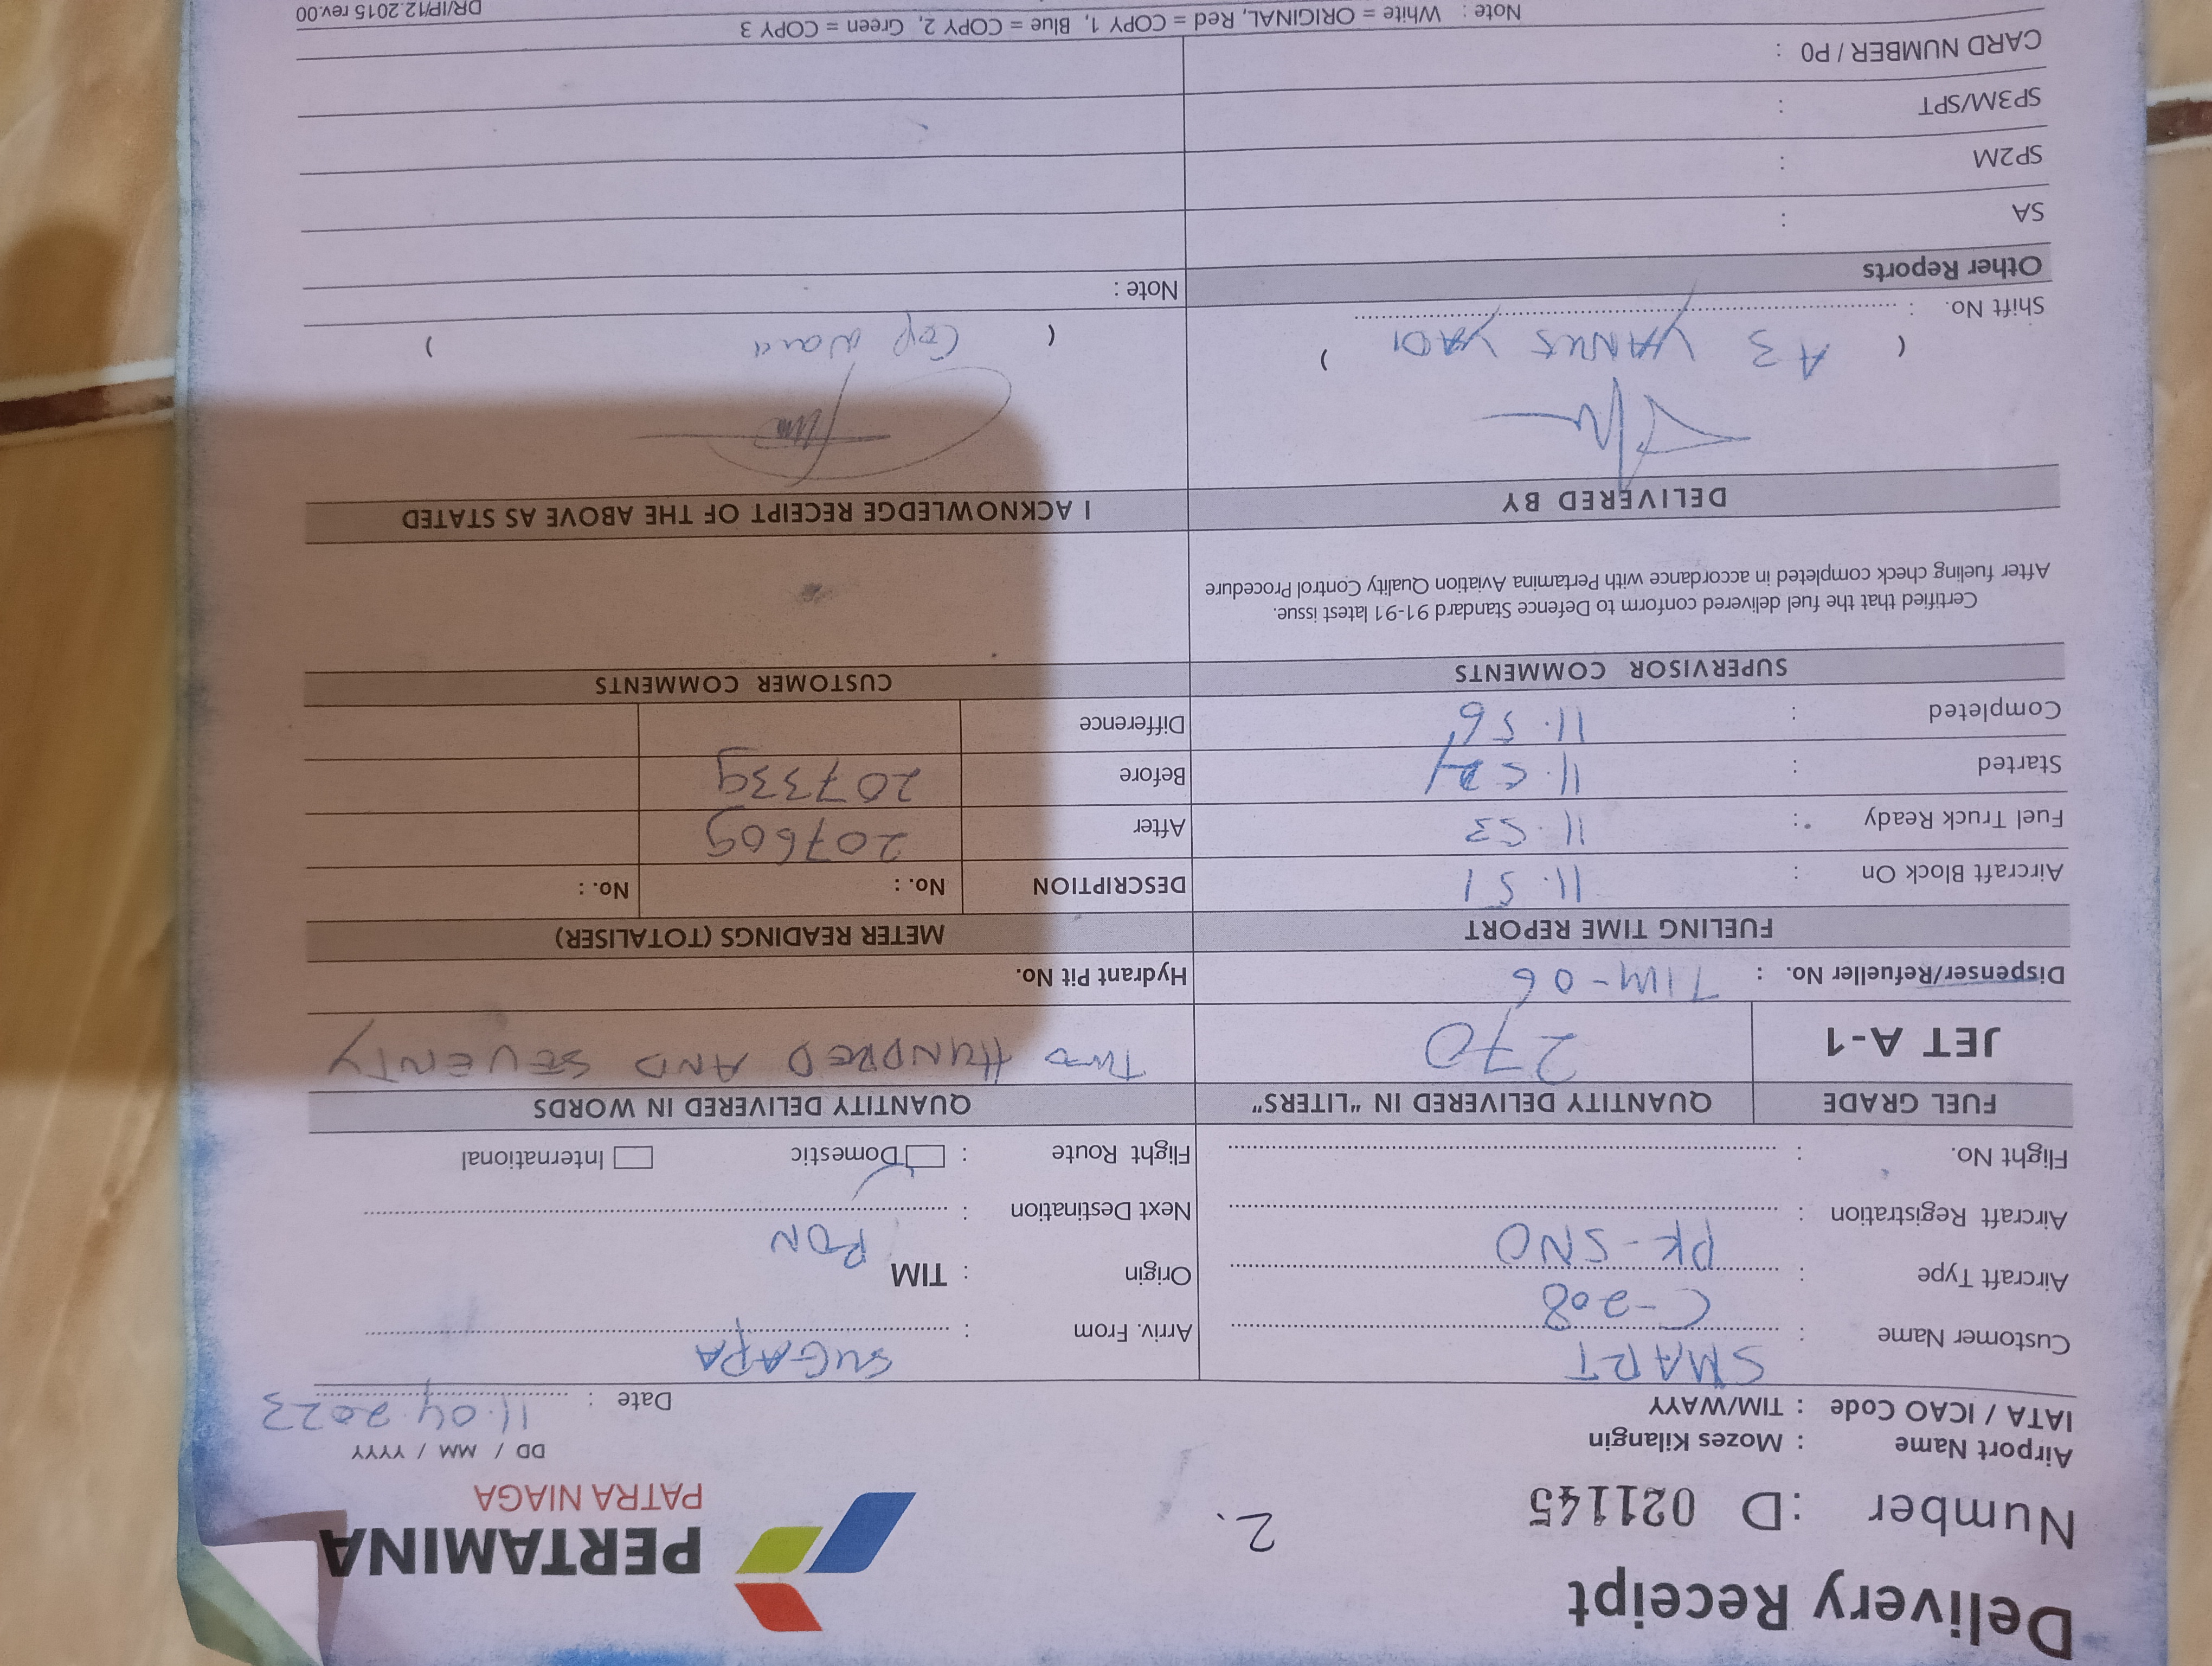 Delivery Receipt
Number : D 021145
2.
PERTAMINA
PATRA NIAGA
Airport Name : Mozes Kilangin
IATA / ICAO Code : TIM/WAYY
DD / MM / YYYY
Date : 11.04.2023
Customer Name : SMART
Arriv. From : SUGAPA
Aircraft Type : C-208
Origin : TIM
Aircraft Registration : PK-SNO
Next Destination :
Flight No. :
Flight Route : Domestic International
FUEL GRADE QUANTITY DELIVERED IN "LITERS" QUANTITY DELIVERED IN WORDS
JET A-1 270 TWO HUNDRED AND SEVENTY
Dispenser/Refueller No. : TIM-06 Hydrant Pit No.
FUELING TIME REPORT METER READINGS (TOTALISER)
Aircraft Block On : 11.51 DESCRIPTION No. : No. :
Fuel Truck Ready : 11.53 After 207609
Started : Before 207339
Completed : 11.56 Difference
SUPERVISOR COMMENTS CUSTOMER COMMENTS
Certified that the fuel delivered conform to Defence Standard 91-91 latest issue.
After fueling check completed in accordance with Pertamina Aviation Quality Control Procedure
DELIVERED BY I ACKNOWLEDGE RECEIPT OF THE ABOVE AS STATED
( A3 YANUS YADI ) ( )
Shift No. :
Other Reports Note :
SA :
SP2M :
SP3M/SPT :
CARD NUMBER / P0 :
Note : White = ORIGINAL, Red = COPY 1, Blue = COPY 2, Green = COPY 3
DR/IP/12.2015 rev.00